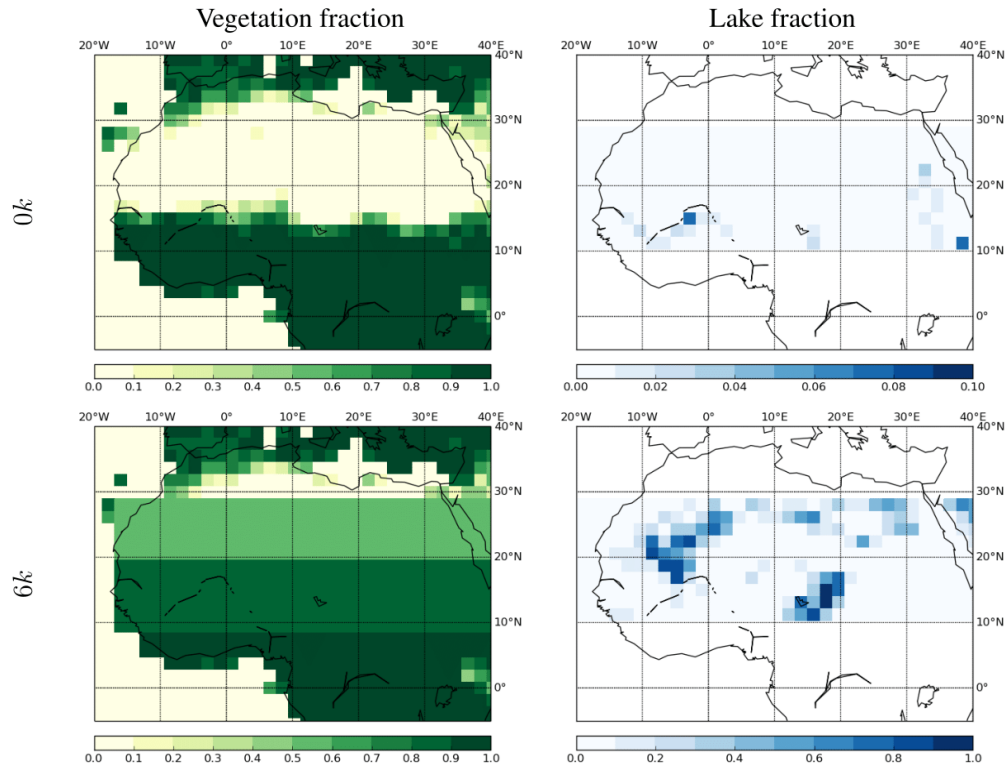 Vegetation fraction
Lake fraction
20°W 10°W 0°E 10°E 20°E 30°E 40°E
20°W 10°W 0°E 10°E 20°E 30°E 40°E
40°N
40°N
30°N
30°N
0k
20°N
20°N
10°N
10°N
0°
0°
0.0 0.1 0.2 0.3 0.4 0.5 0.6 0.7 0.8 0.9 1.0
0.00 0.02 0.04 0.06 0.08 0.10
20°W 10°W 0°E 10°E 20°E 30°E 40°E
20°W 10°W 0°E 10°E 20°E 30°E 40°E
40°N
40°N
30°N
30°N
6k
20°N
20°N
10°N
10°N
0°
0°
0.0 0.1 0.2 0.3 0.4 0.5 0.6 0.7 0.8 0.9 1.0
0.0 0.2 0.4 0.6 0.8 1.0